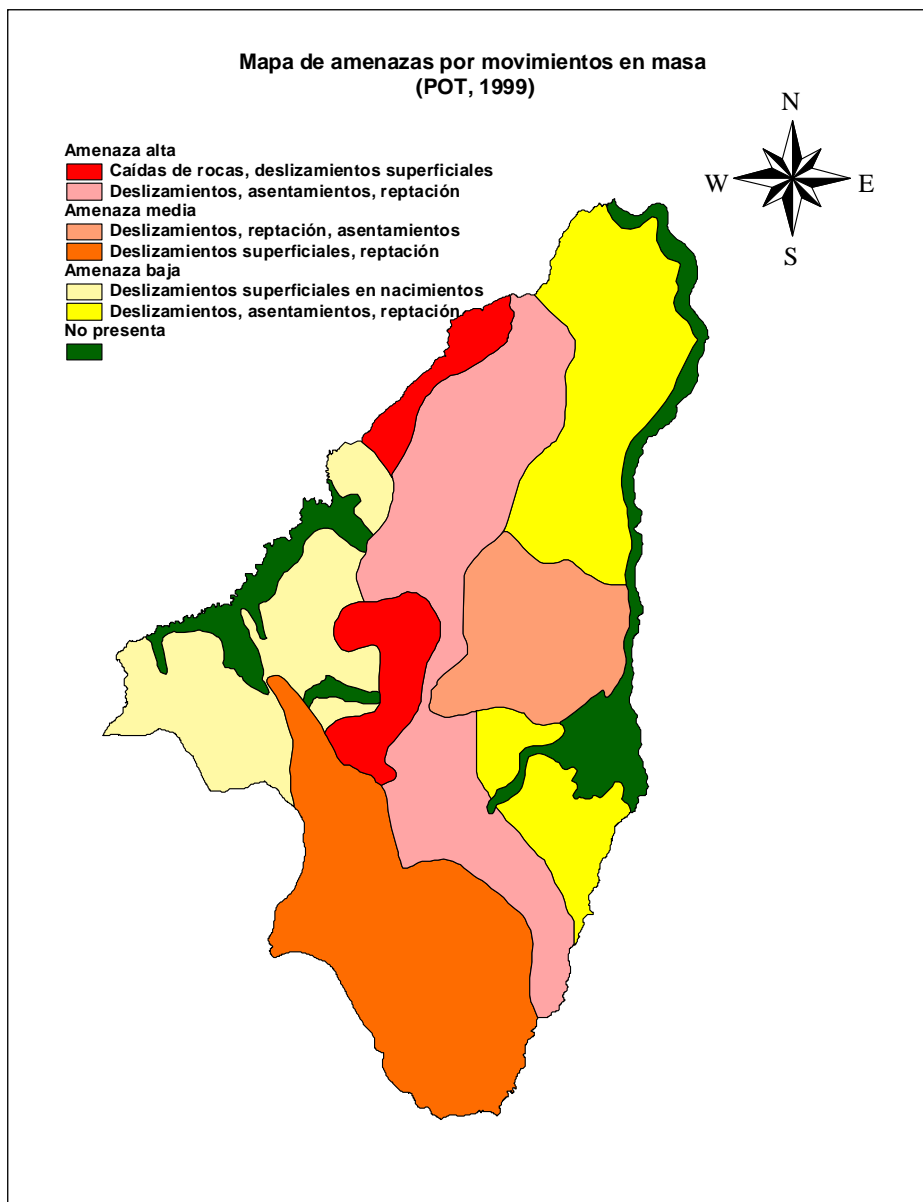 Mapa de amenazas por movimientos en masa
(POT, 1999)
N
W
E
S
Amenaza alta
Caídas de rocas, deslizamientos superficiales
Deslizamientos, asentamientos, reptación
Amenaza media
Deslizamientos, reptación, asentamientos
Deslizamientos superficiales, reptación
Amenaza baja
Deslizamientos superficiales en nacimientos
Deslizamientos, asentamientos, reptación
No presenta